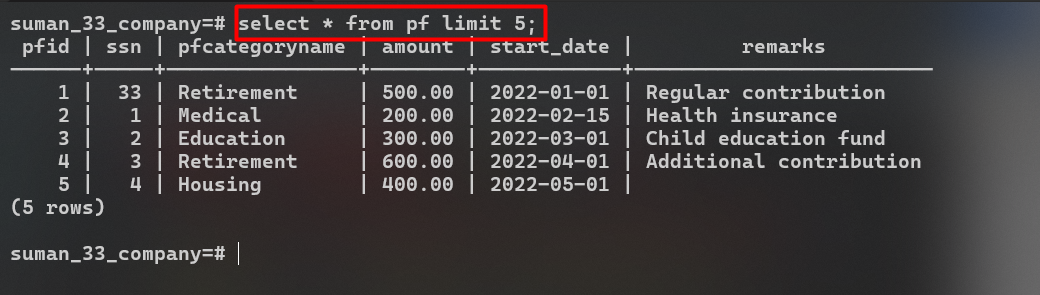 suman_33_company=# select * from pf limit 5;
pfid | ssn | pfcategoryname | amount | start_date | remarks
------+-----+----------------+--------+------------+-------------------------
1 | 33 | Retirement | 500.00 | 2022-01-01 | Regular contribution
2 | 1 | Medical | 200.00 | 2022-02-15 | Health insurance
3 | 2 | Education | 300.00 | 2022-03-01 | Child education fund
4 | 3 | Retirement | 600.00 | 2022-04-01 | Additional contribution
5 | 4 | Housing | 400.00 | 2022-05-01 |
(5 rows)
suman_33_company=#